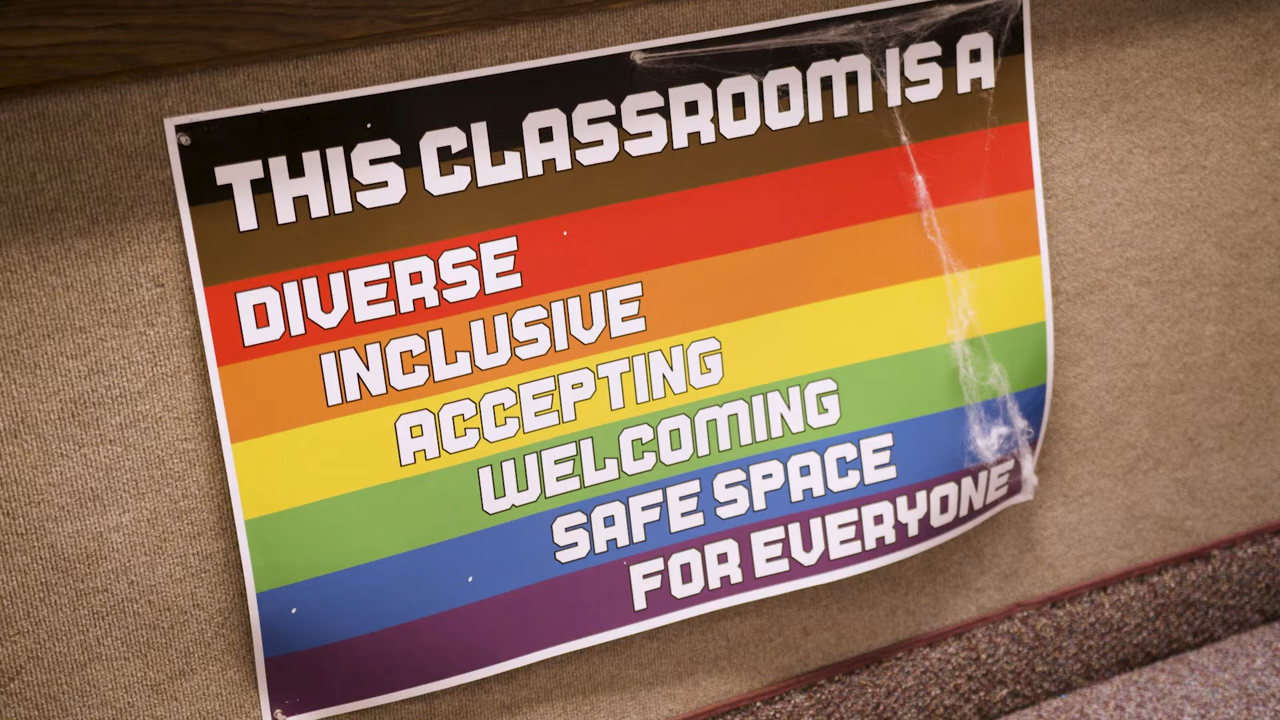 THIS CLASSROOM IS A
DIVERSE
INCLUSIVE
ACCEPTING
WELCOMING
SAFE SPACE
FOR EVERYONE